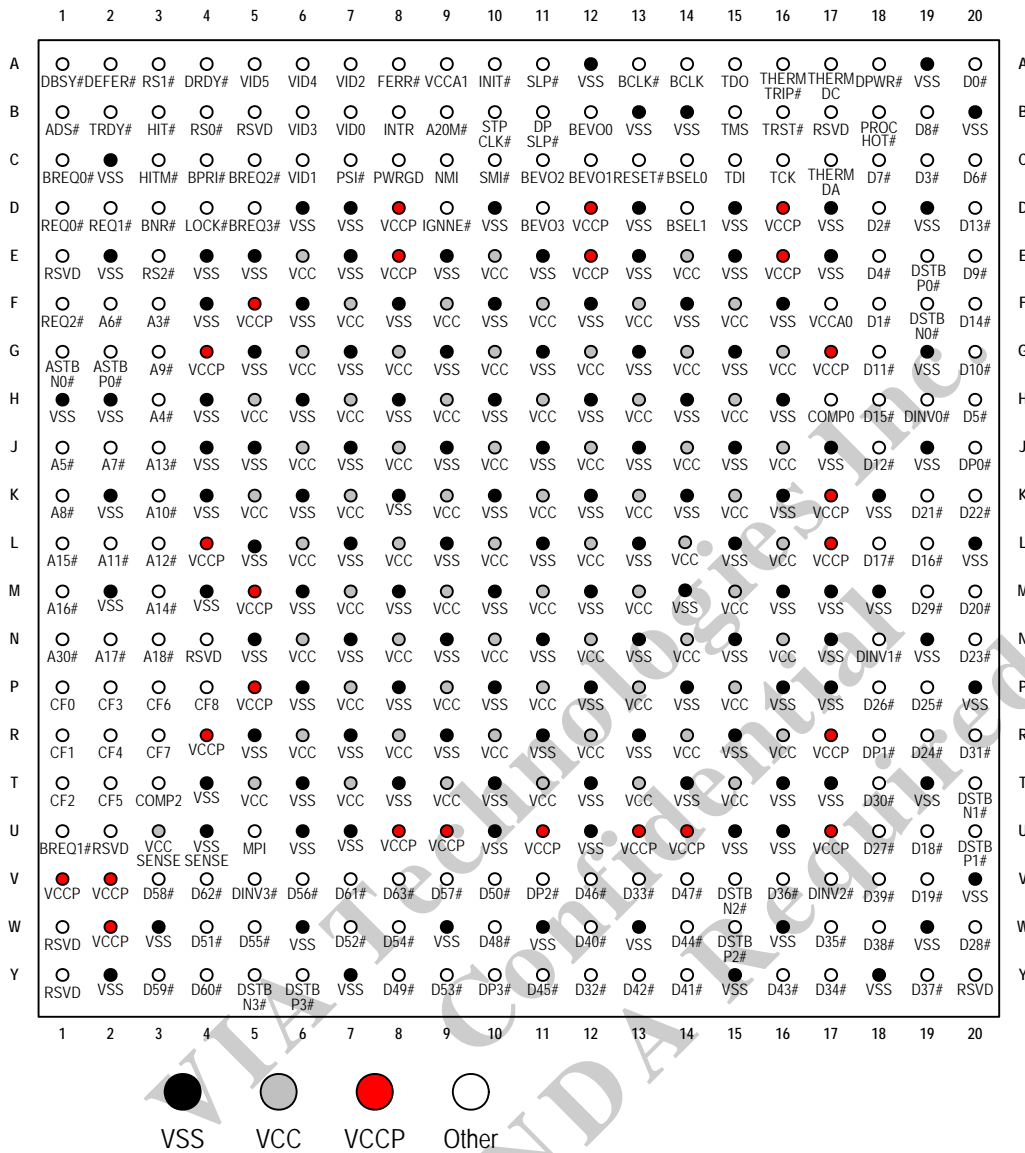 1 2 3 4 5 6 7 8 9 10 11 12 13 14 15 16 17 18 19 20
A A
DBSY# DEFER# RS1# DRDY# VID5 VID4 VID2 FERR# VCCA1 INIT# SLP# VSS BCLK# BCLK TDO THERM TRIP# THERM DC DPWR# VSS D0#
B B
ADS# TRDY# HIT# RS0# RSVD VID3 VID0 INTR A20M# STP CLK# DP SLP# BEVO0 VSS VSS TMS TRST# RSVD PROC HOT# D8# VSS
C C
BREQ0# VSS HITM# BPRI# BREQ2# VID1 PSI# PWRGD NMI SMI# BEVO2 BEVO1 RESET# BSEL0 TDI TCK THERM DA D7# D3# D6#
D D
REQ0# REQ1# BNR# LOCK# BREQ3# VSS VSS VCCP IGNNE# VSS BEVO3 VCCP VSS BSEL1 VSS VCCP VSS D2# VSS D13#
E E
RSVD VSS RS2# VSS VSS VCC VSS VCCP VSS VCC VSS VCCP VSS VCC VSS VCCP VSS D4# DSTB P0# D9#
F F
REQ2# A6# A3# VSS VCCP VSS VCC VSS VCC VSS VCC VSS VCC VSS VCC VSS VCCA0 D1# DSTB N0# D14#
G G
ASTB N0# ASTB P0# A9# VCCP VSS VCC VSS VCC VSS VCC VSS VCC VSS VCC VSS VCC VCCP D11# VSS D10#
H H
VSS VSS A4# VSS VCC VSS VCC VSS VCC VSS VCC VSS VCC VSS VCC VSS COMP0 D15# DINV0# D5#
J J
A5# A7# A13# VSS VSS VCC VSS VCC VSS VCC VSS VCC VSS VCC VSS VCC VSS D12# VSS DP0#
K K
A8# VSS A10# VSS VCC VSS VCC VSS VCC VSS VCC VSS VCC VSS VCC VSS VCCP VSS D21# D22#
L L
A15# A11# A12# VCCP VSS VCC VSS VCC VSS VCC VSS VCC VSS VCC VSS VCC VCCP D17# D16# VSS
M M
A16# VSS A14# VSS VCCP VSS VCC VSS VCC VSS VCC VSS VCC VSS VCC VSS VSS VSS D29# D20#
N N
A30# A17# A18# RSVD VSS VCC VSS VCC VSS VCC VSS VCC VSS VCC VSS VCC VSS DINV1# VSS D23#
P P
CF0 CF3 CF6 CF8 VCCP VSS VCC VSS VCC VSS VCC VSS VCC VSS VCC VSS VSS D26# D25# VSS
R R
CF1 CF4 CF7 VCCP VSS VCC VSS VCC VSS VCC VSS VCC VSS VCC VSS VCC VCCP DP1# D24# D31#
T T
CF2 CF5 COMP2 VSS VCC VSS VCC VSS VCC VSS VCC VSS VCC VSS VCC VSS VSS D30# VSS DSTB N1#
U U
BREQ1# RSVD VCC SENSE VSS SENSE MPI VSS VSS VCCP VCCP VSS VCCP VSS VCCP VCCP VSS VSS VCCP D27# D18# DSTB P1#
V V
VCCP VCCP D58# D62# DINV3# D56# D61# D63# D57# D50# DP2# D46# D33# D47# DSTB N2# D36# DINV2# D39# D19# VSS
W W
RSVD VCCP VSS D51# D55# VSS D52# D54# VSS D48# VSS D40# VSS D44# DSTB P2# VSS D35# D38# VSS D28#
Y Y
RSVD VSS D59# D60# DSTB N3# DSTB P3# VSS D49# D53# DP3# D45# D32# D42# D41# VSS D43# D34# VSS D37# RSVD
1 2 3 4 5 6 7 8 9 10 11 12 13 14 15 16 17 18 19 20
VSS VCC VCCP Other
VIA Technologies Inc.
Confidential
NDA Required